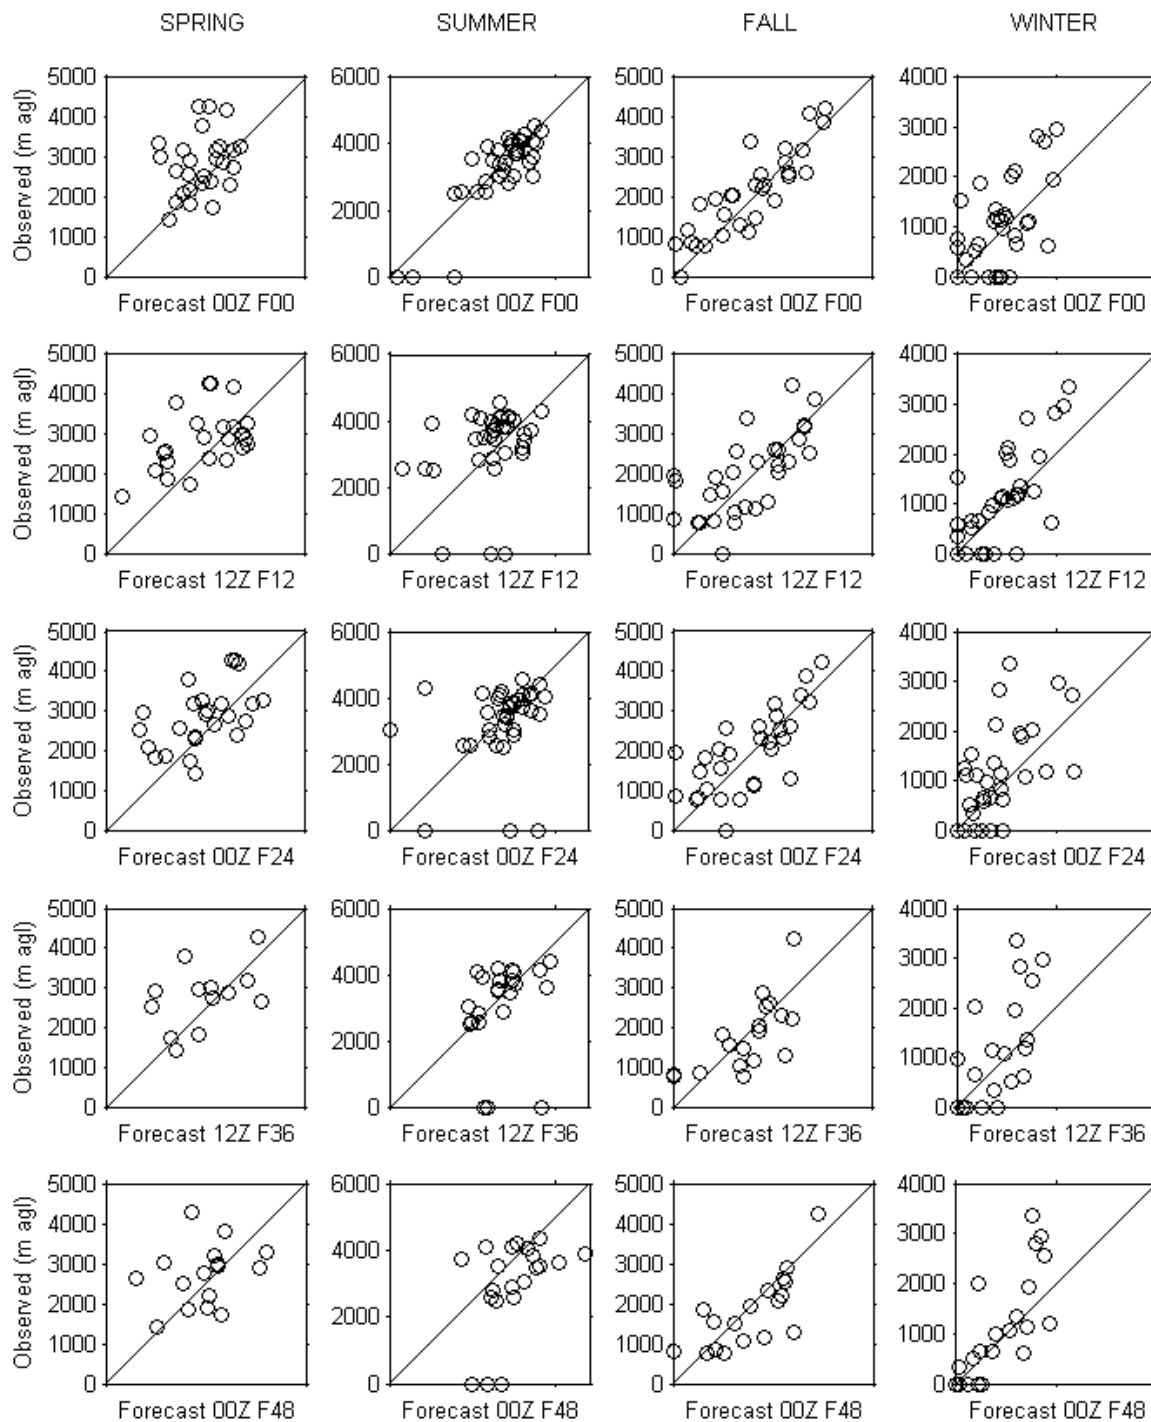 SPRING SUMMER FALL WINTER
5000 6000 5000 4000
4000 4000 4000 3000
3000 2000 3000 2000
2000 0 2000 1000
1000 1000 0
0 0
Observed (m agl)
Forecast 00Z F00 Forecast 00Z F00 Forecast 00Z F00 Forecast 00Z F00
5000 6000 5000 4000
4000 4000 4000 3000
3000 2000 3000 2000
2000 0 2000 1000
1000 1000 0
0 0
Observed (m agl)
Forecast 12Z F12 Forecast 12Z F12 Forecast 12Z F12 Forecast 12Z F12
5000 6000 5000 4000
4000 4000 4000 3000
3000 2000 3000 2000
2000 0 2000 1000
1000 1000 0
0 0
Observed (m agl)
Forecast 00Z F24 Forecast 00Z F24 Forecast 00Z F24 Forecast 00Z F24
5000 6000 5000 4000
4000 4000 4000 3000
3000 2000 3000 2000
2000 0 2000 1000
1000 1000 0
0 0
Observed (m agl)
Forecast 12Z F36 Forecast 12Z F36 Forecast 12Z F36 Forecast 12Z F36
5000 6000 5000 4000
4000 4000 4000 3000
3000 2000 3000 2000
2000 0 2000 1000
1000 1000 0
0 0
Observed (m agl)
Forecast 00Z F48 Forecast 00Z F48 Forecast 00Z F48 Forecast 00Z F48